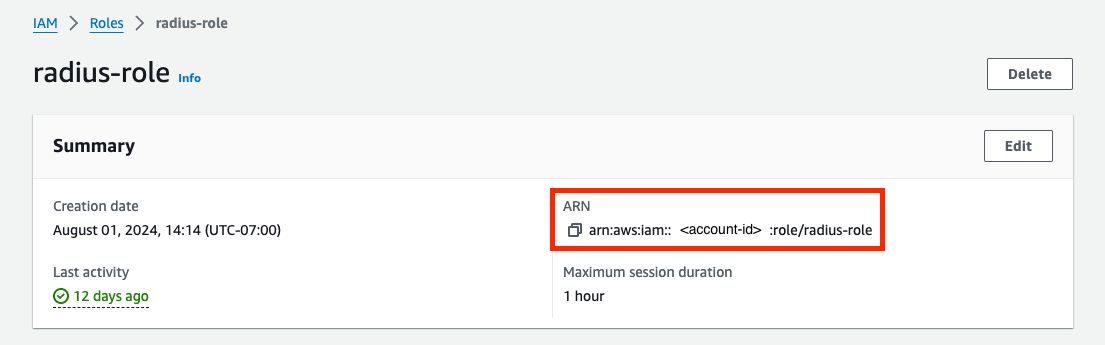 IAM > Roles > radius-role
radius-role Info
Delete
Summary
Edit
Creation date
August 01, 2024, 14:14 (UTC-07:00)
ARN
arn:aws:iam:: <account-id> :role/radius-role
Last activity
12 days ago
Maximum session duration
1 hour